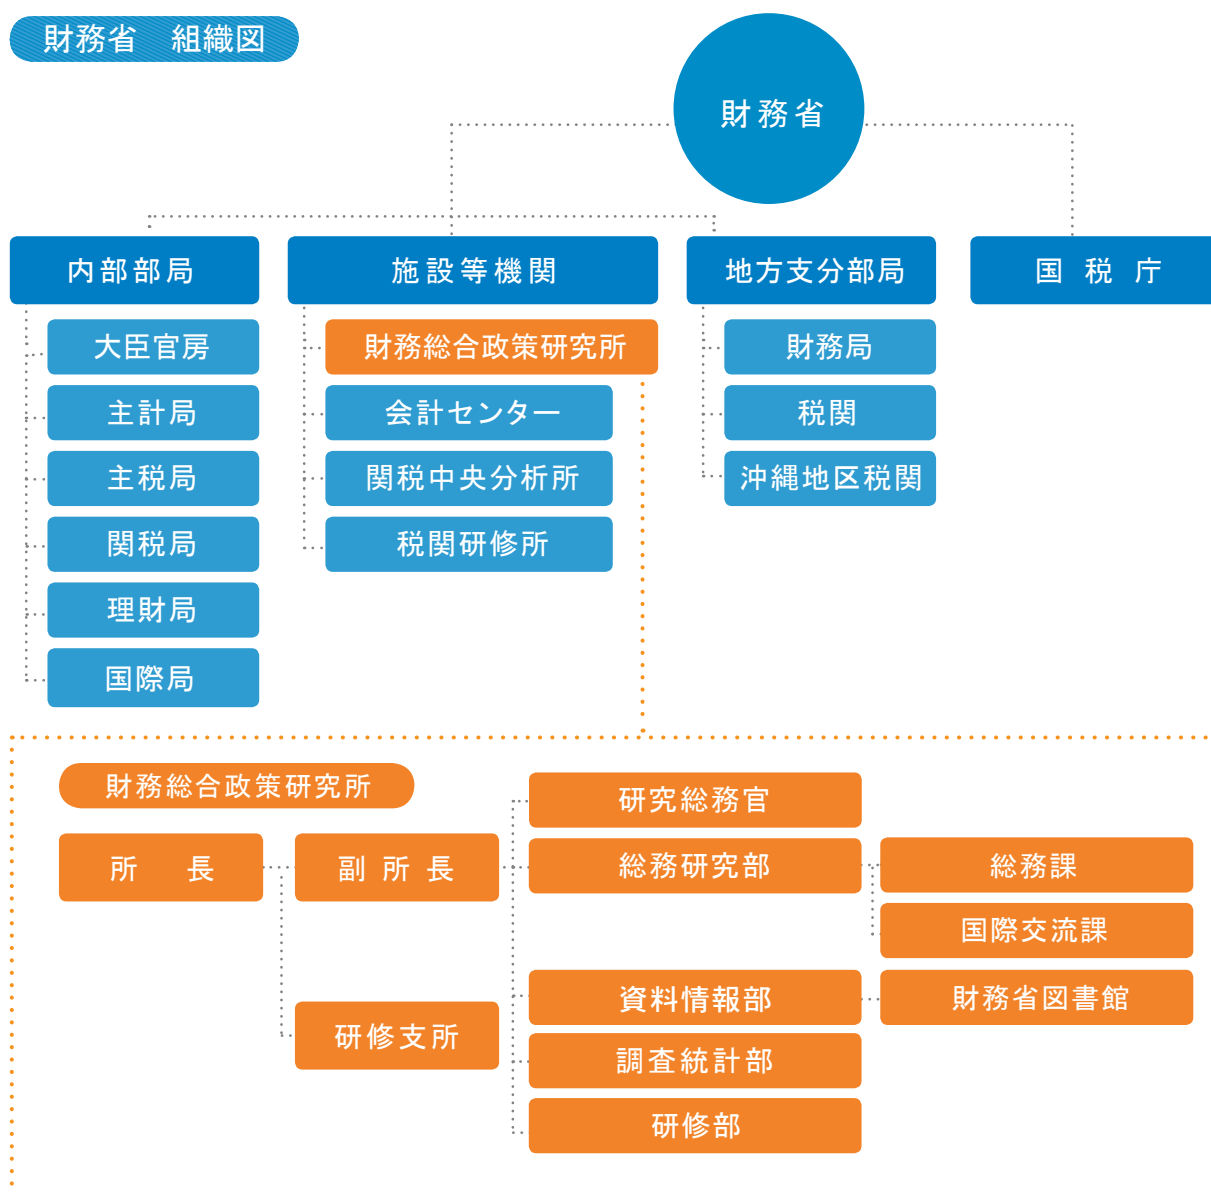 財務省　組織図
財務省
内部部局
施設等機関
地方支分部局
国税庁
大臣官房
主計局
主税局
関税局
理財局
国際局
財務総合政策研究所
会計センター
関税中央分析所
税関研修所
財務局
税関
沖縄地区税関
財務総合政策研究所
所長
副所長
研修支所
研究総務官
総務研究部
資料情報部
調査統計部
研修部
総務課
国際交流課
財務省図書館